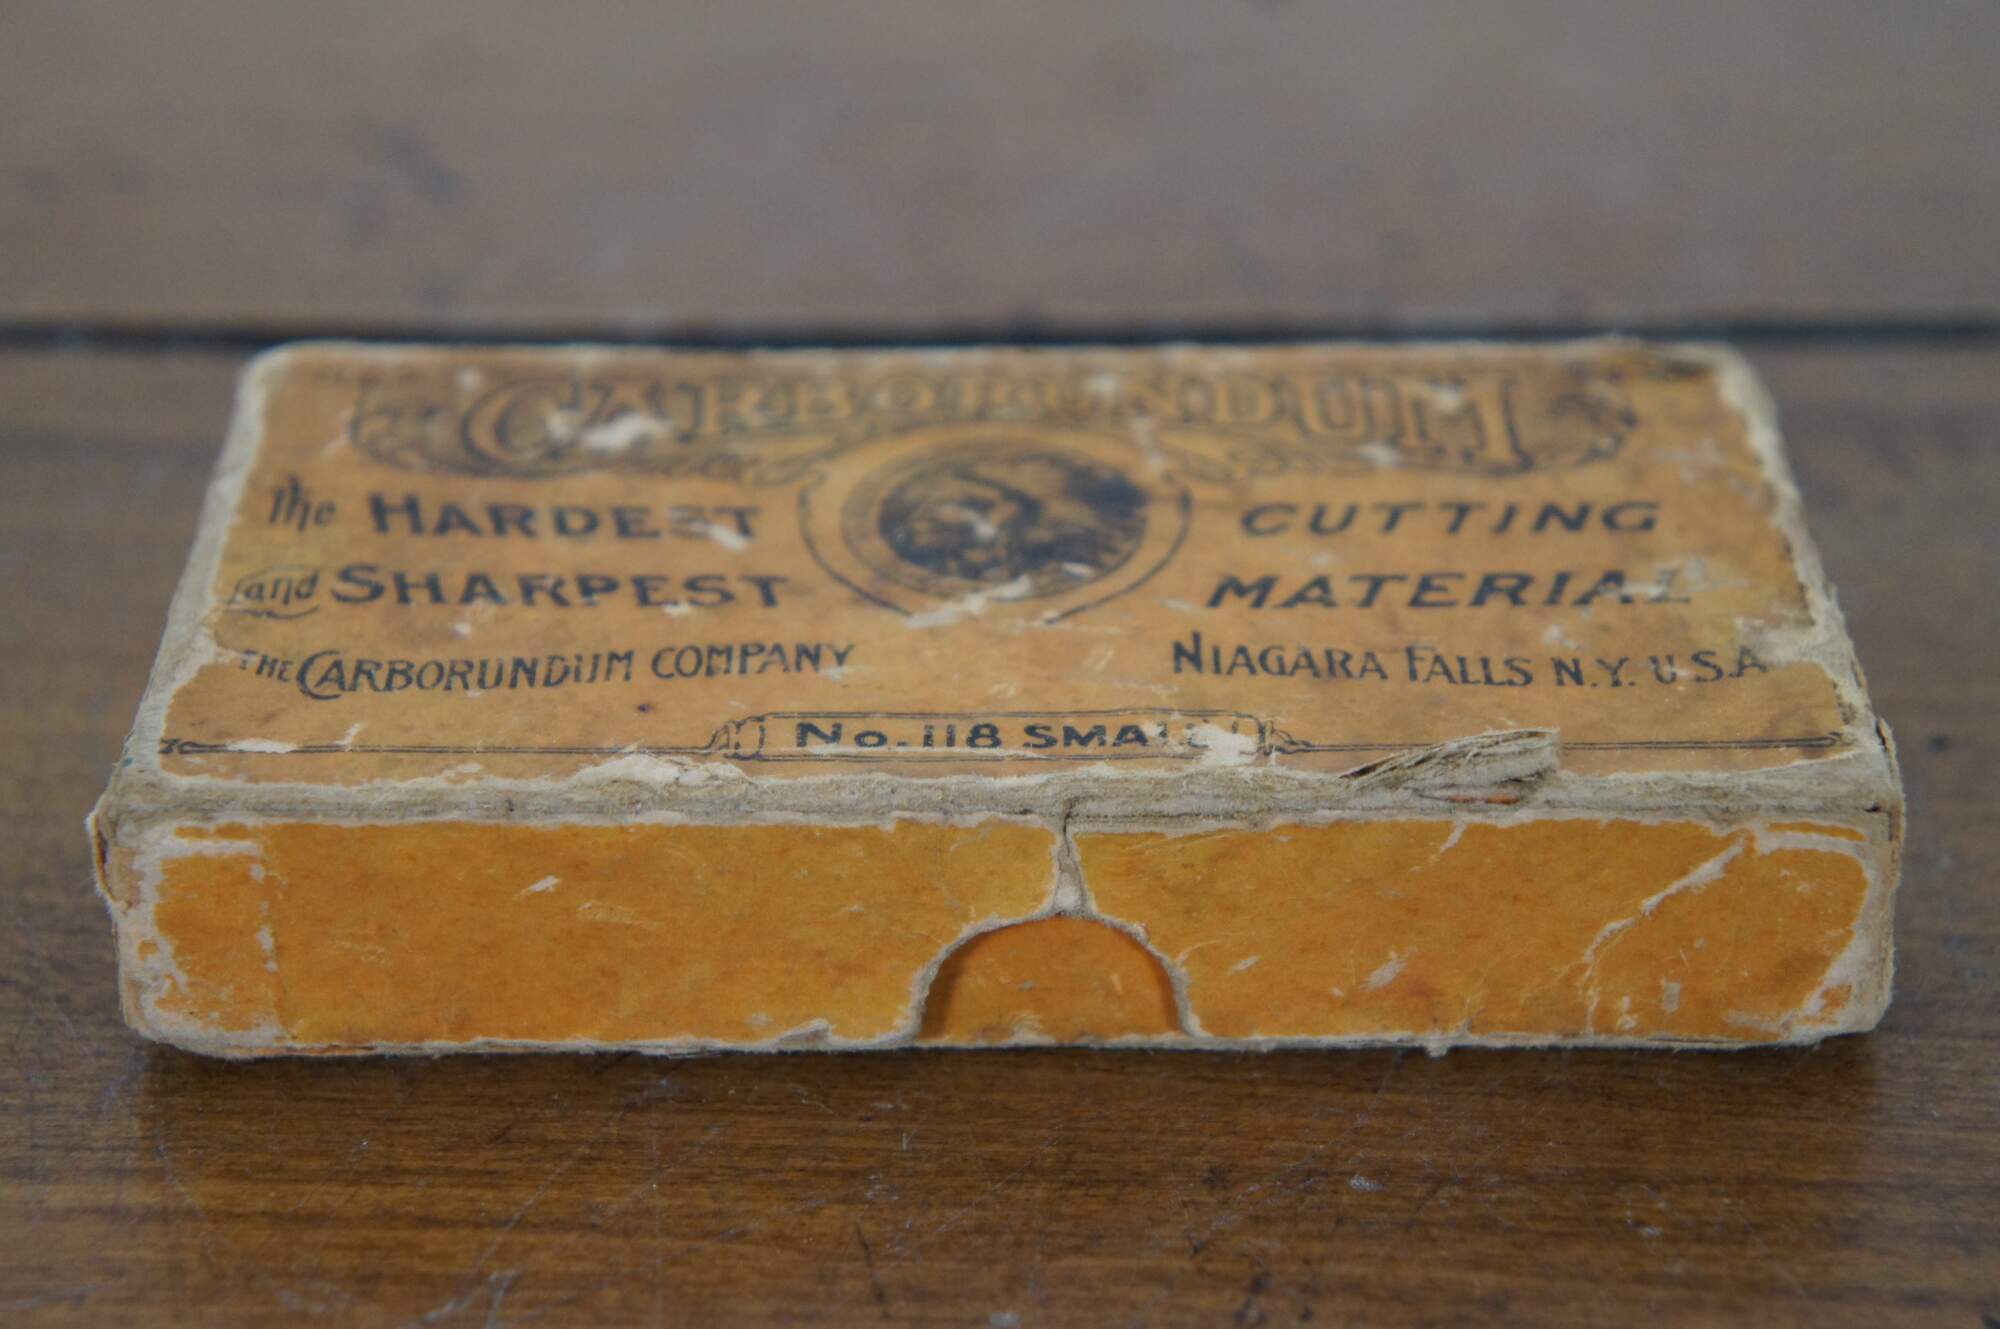 CARBORUNDUM
The HARDEST CUTTING
and SHARPEST MATERIAL
THE CARBORUNDUM COMPANY NIAGARA FALLS N.Y. U.S.A
No. 118